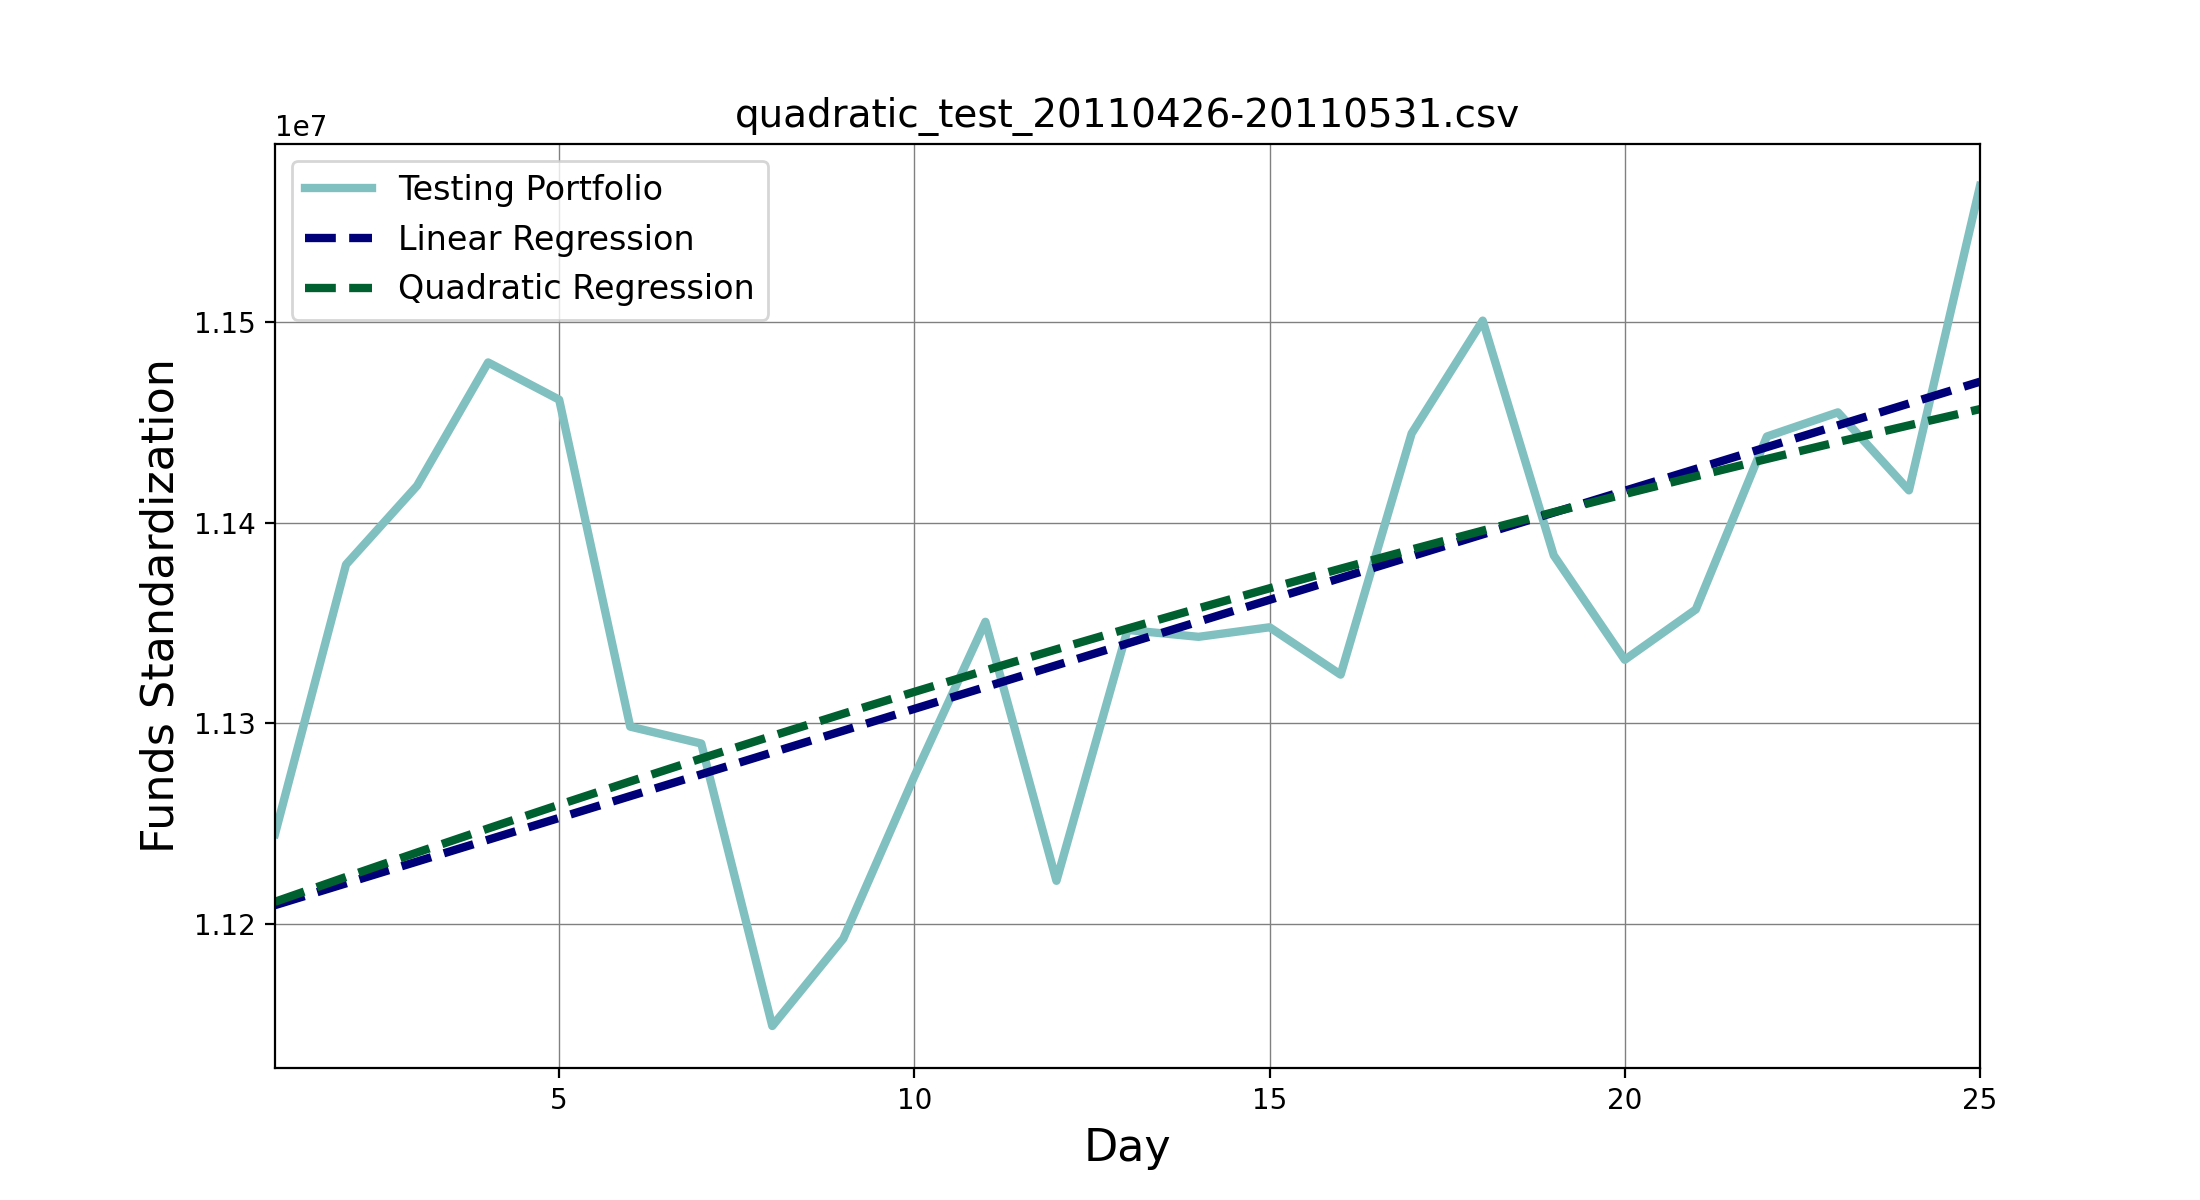 quadratic_test_20110426-20110531.csv
1e7
Testing Portfolio
Linear Regression
Quadratic Regression
1.15
1.14
1.13
1.12
Funds Standardization
5 10 15 20 25
Day